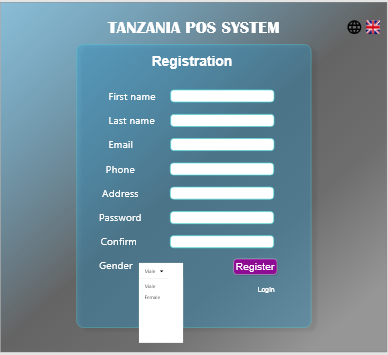 TANZANIA POS SYSTEM
Registration
First name
Last name
Email
Phone
Address
Password
Confirm
Gender
Male
Male
Female
Register
Login